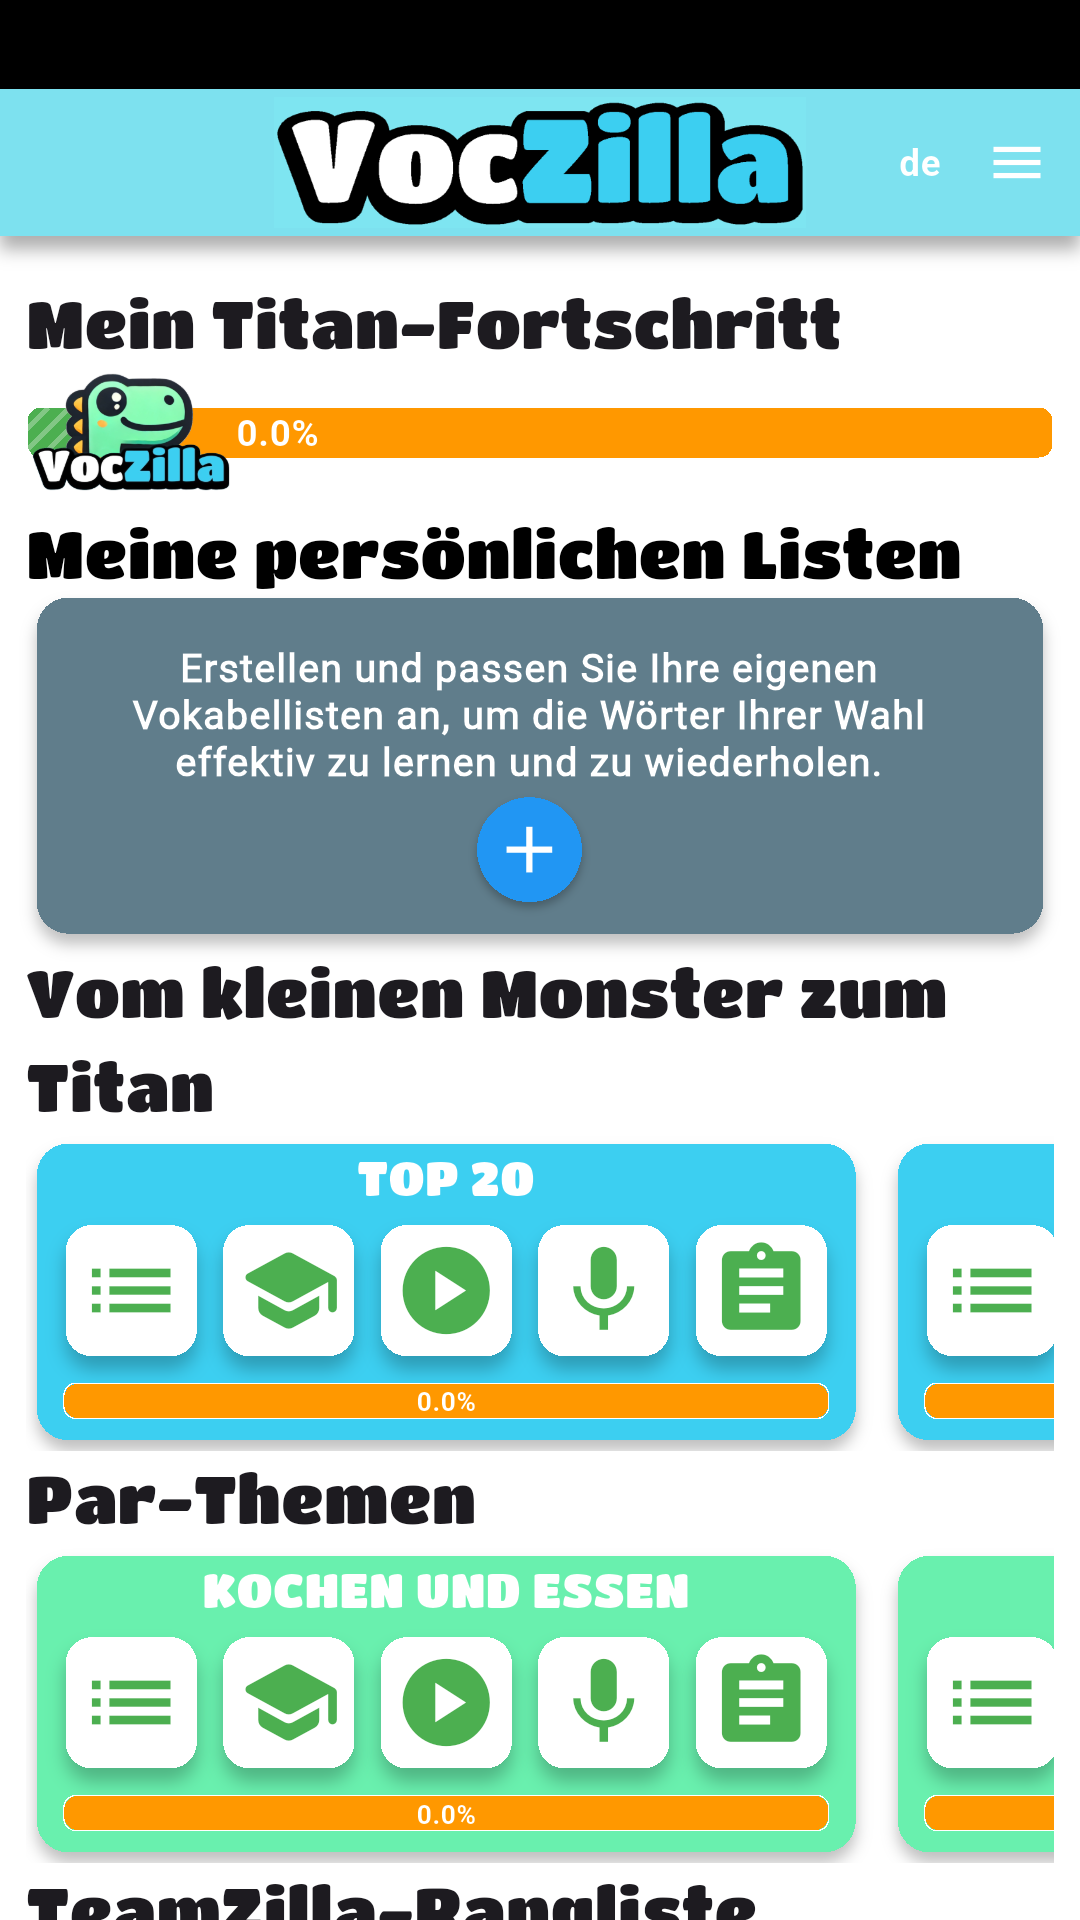 VocZilla
de
Mein Titan-Fortschritt
0.0%
VocZilla
Meine persönlichen Listen
Erstellen und passen Sie Ihre eigenen
Vokabellisten an, um die Wörter Ihrer Wahl
effektiv zu lernen und zu wiederholen.
Vom kleinen Monster zum
Titan
TOP 20
0.0%
Par-Themen
KOCHEN UND ESSEN
0.0%
TeamZilla-Rangliste